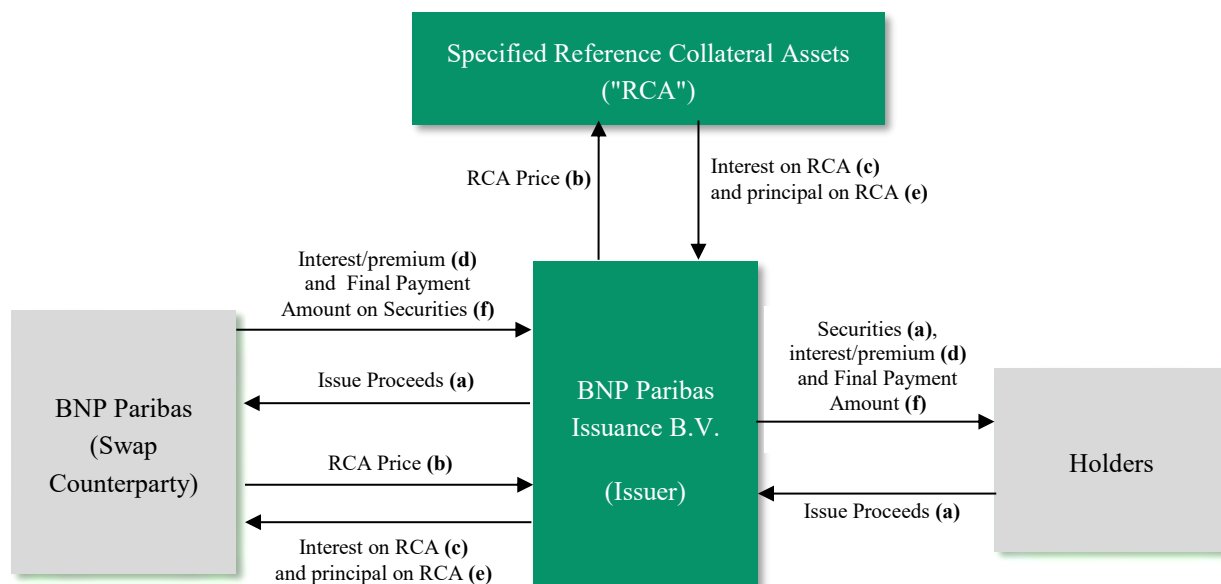 Specified Reference Collateral Assets
("RCA")
RCA Price (b)
Interest on RCA (c)
and principal on RCA (e)
Interest/premium (d)
and Final Payment
Amount on Securities (f)
Issue Proceeds (a)
RCA Price (b)
Interest on RCA (c)
and principal on RCA (e)
BNP Paribas
(Swap
Counterparty)
BNP Paribas
Issuance B.V.
(Issuer)
Securities (a),
interest/premium (d)
and Final Payment
Amount (f)
Issue Proceeds (a)
Holders